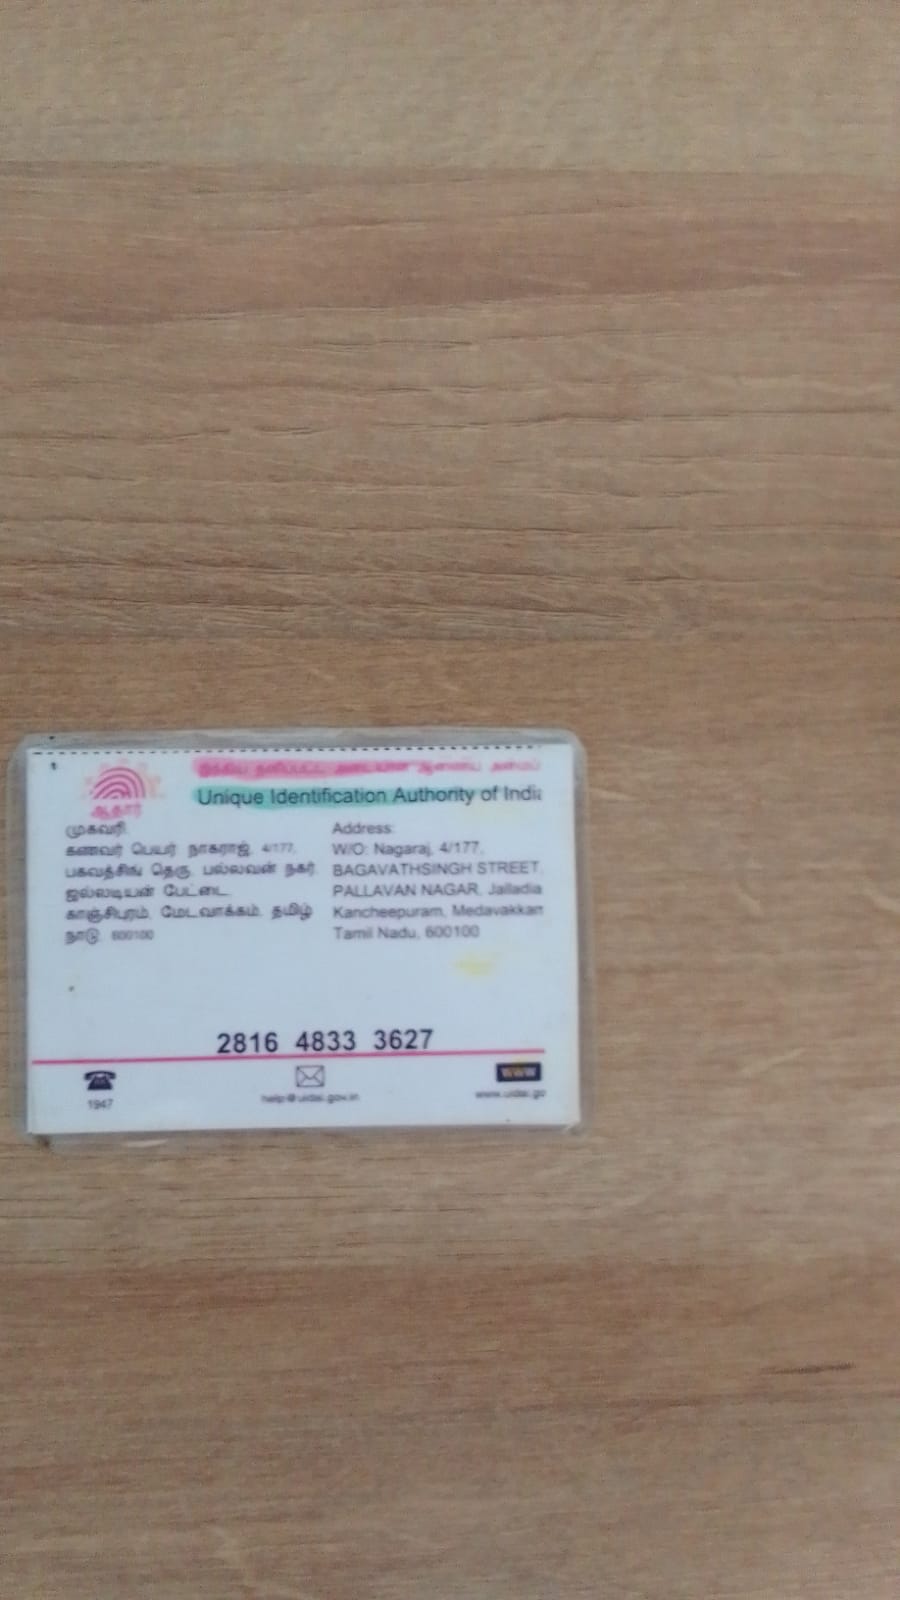 Unique Identification Authority of Indi
ஆதார்
முகவரி:
கணவர் பெயர் நாகராஜ், 4/177,
பகவத்சிங் தெரு, பல்லவன் நகர்,
ஜல்லடியன் பேட்டை,
காஞ்சிபுரம், மேடவாக்கம், தமிழ்
நாடு, 600100
Address:
W/O: Nagaraj, 4/177,
BAGAVATHSINGH STREET,
PALLAVAN NAGAR, Jalladia
Kancheepuram, Medavakkam
Tamil Nadu, 600100
2816 4833 3627
1947
help@uidai.gov.in
www
www.uidai.go